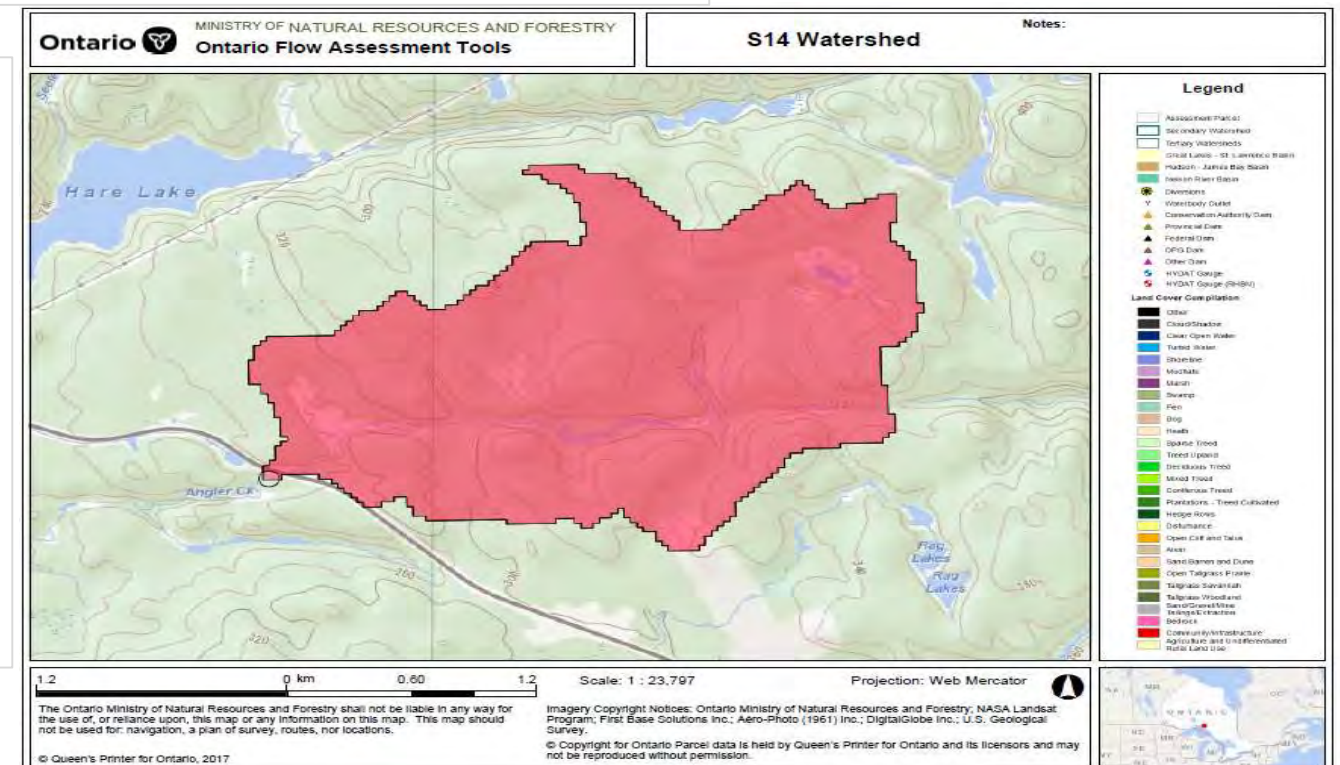 Ontario
MINISTRY OF NATURAL RESOURCES AND FORESTRY
Ontario Flow Assessment Tools
S14 Watershed
Notes:
Hare Lake
300
320
Angler Ck
260
300
320
340
Rag
Lakes
Rag
Lakes
Legend
Assessment Parcel
Secondary Watershed
Tertiary Watersheds
Great Lakes - St. Lawrence Basin
Hudson - James Bay Basin
Nelson River Basin
Diversions
Waterbody Outlet
Conservation Authority Dam
Provincial Dam
Federal Dam
OPG Dam
Other Dam
HYDAT Gauge
HYDAT Gauge (RHBN)
Land Cover Compilation
Other
Cloud/Shadow
Clear Open Water
Turbid Water
Shoreline
Mudflats
Marsh
Swamp
Fen
Bog
Heath
Sparse Treed
Treed Upland
Deciduous Treed
Mixed Treed
Coniferous Treed
Plantations - Treed Cultivated
Hedge Rows
Disturbance
Open Cliff and Talus
Alvar
Sand Barren and Dune
Open Tallgrass Prairie
Tallgrass Savannah
Tallgrass Woodland
Sand/Gravel/Mine
Tailings/Extraction
Bedrock
Community/Infrastructure
Agriculture and Undifferentiated
Rural Land Use
1.2 0 km 0.60 1.2
Scale: 1 : 23,797
Projection: Web Mercator
The Ontario Ministry of Natural Resources and Forestry shall not be liable in any way for
the use of, or reliance upon, this map or any information on this map. This map should
not be used for: navigation, a plan of survey, routes, nor locations.
© Queen's Printer for Ontario, 2017
Imagery Copyright Notices: Ontario Ministry of Natural Resources and Forestry; NASA Landsat
Program; First Base Solutions Inc.; Aéro-Photo (1961) Inc.; DigitalGlobe Inc.; U.S. Geological
Survey.
© Copyright for Ontario Parcel data is held by Queen's Printer for Ontario and its licensors and may
not be reproduced without permission.
ONTARIO